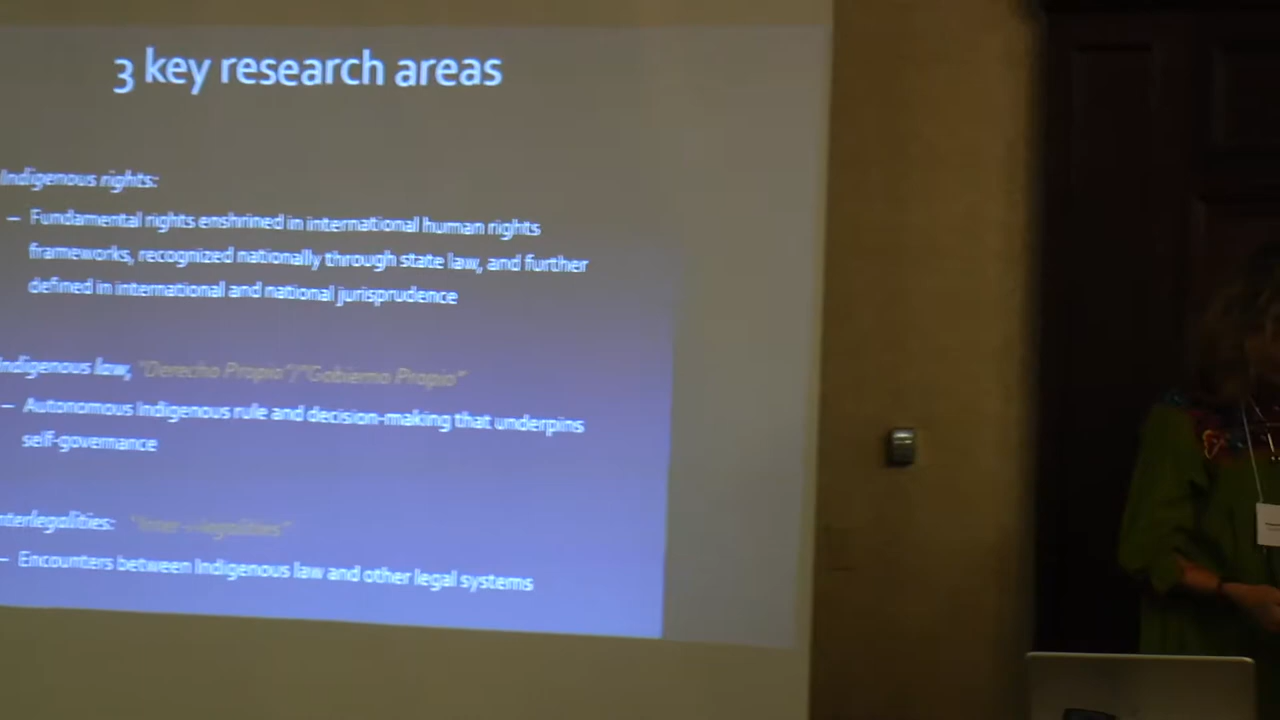 3 key research areas
Indigenous rights:
– Fundamental rights enshrined in international human rights
frameworks, recognized nationally through state law, and further
defined in international and national jurisprudence
Indigenous law, "Derecho Propio"/"Gobierno Propio"
– Autonomous Indigenous rule and decision-making that underpins
self-governance
nterlegalities:
– Encounters between Indigenous law and other legal systems